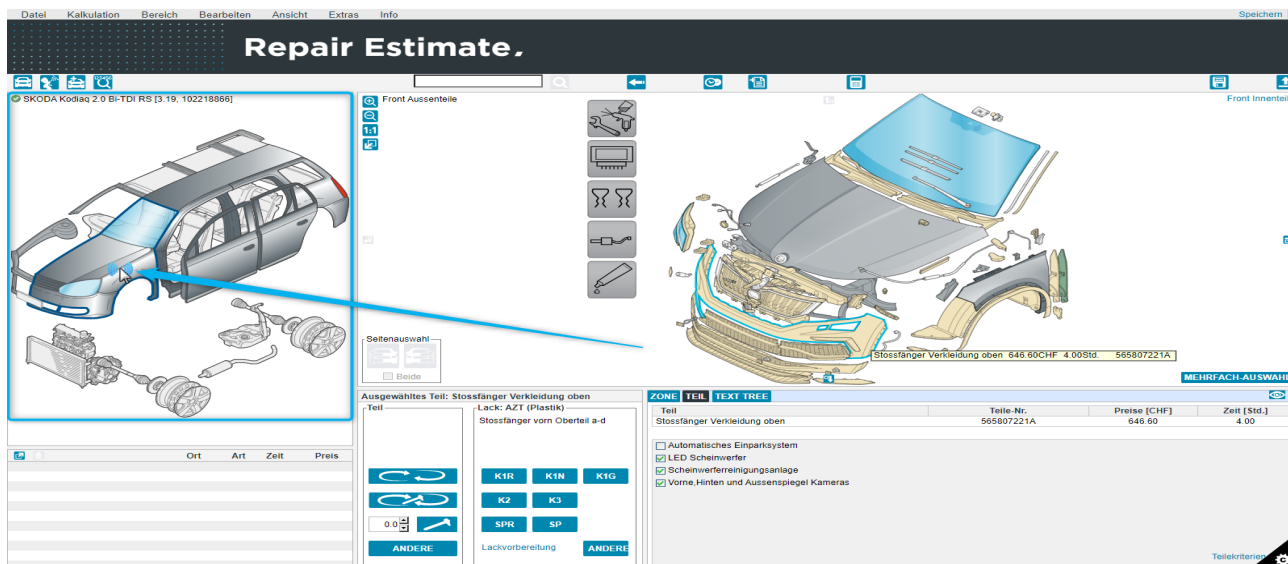 Datei Kalkulation Bereich Bearbeiten Ansicht Extras Info Speichern
Repair Estimate.
SKODA Kodiaq 2.0 Bi-TDI RS [3.19, 102218866]
Front Aussenteile
Front Innenteil
1:1
Seitenauswahl
Beide
Stossfänger Verkleidung oben 646.60CHF 4.00Std. 565807221A
MEHRFACH-AUSWAHL
Ausgewähltes Teil: Stossfänger Verkleidung oben
Teil
Lack: AZT (Plastik)
Stossfänger vorn Oberteil a-d
K1R K1N K1G
K2 K3
0.0
SPR SP
ANDERE
Lackvorbereitung
ANDERE
ZONE TEIL TEXT TREE
Teil Teile-Nr. Preise [CHF] Zeit [Std.]
Stossfänger Verkleidung oben 565807221A 646.60 4.00
Automatisches Einparksystem
LED Scheinwerfer
Scheinwerferreinigungsanlage
Vorne,Hinten und Aussenspiegel Kameras
Teilekriterien
Ort Art Zeit Preis